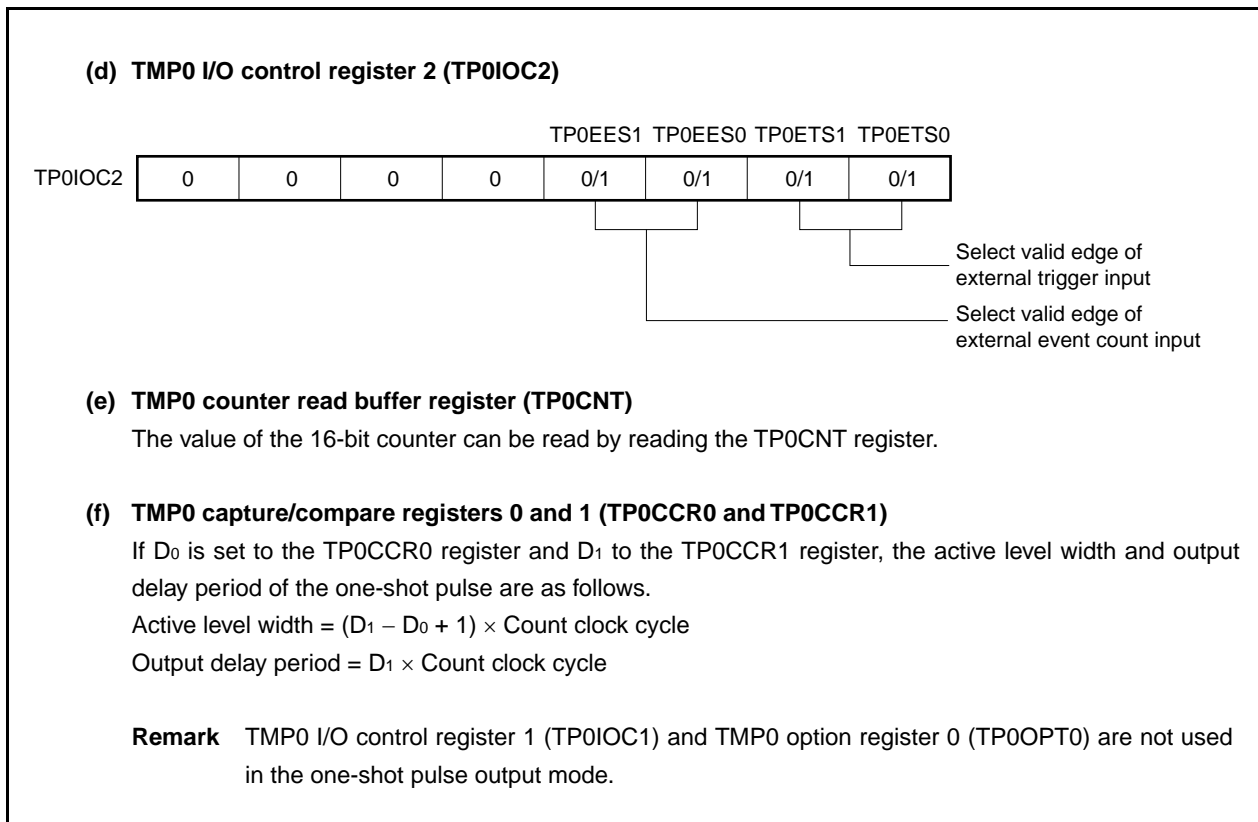 (d) TMP0 I/O control register 2 (TP0IOC2)
TP0EES1 TP0EES0 TP0ETS1 TP0ETS0
TP0IOC2 0 0 0 0 0/1 0/1 0/1 0/1
Select valid edge of
external trigger input
Select valid edge of
external event count input
(e) TMP0 counter read buffer register (TP0CNT)
The value of the 16-bit counter can be read by reading the TP0CNT register.
(f) TMP0 capture/compare registers 0 and 1 (TP0CCR0 and TP0CCR1)
If D0 is set to the TP0CCR0 register and D1 to the TP0CCR1 register, the active level width and output
delay period of the one-shot pulse are as follows.
Active level width = (D1 − D0 + 1) × Count clock cycle
Output delay period = D1 × Count clock cycle
Remark TMP0 I/O control register 1 (TP0IOC1) and TMP0 option register 0 (TP0OPT0) are not used
in the one-shot pulse output mode.